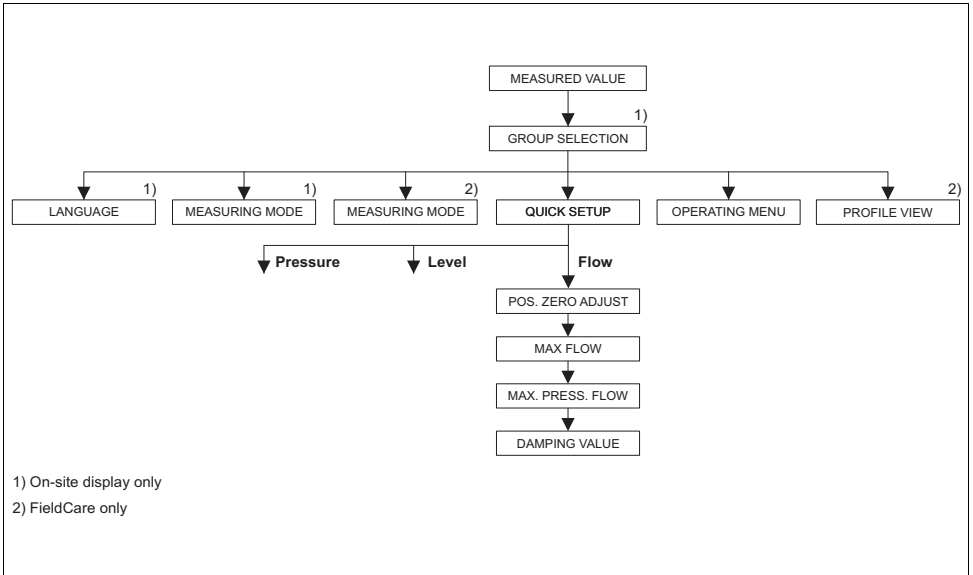 MEASURED VALUE
1)
GROUP SELECTION
1) 1) 2) 2)
LANGUAGE MEASURING MODE MEASURING MODE QUICK SETUP OPERATING MENU PROFILE VIEW
Pressure Level Flow
POS. ZERO ADJUST
MAX FLOW
MAX. PRESS. FLOW
DAMPING VALUE
1) On-site display only
2) FieldCare only